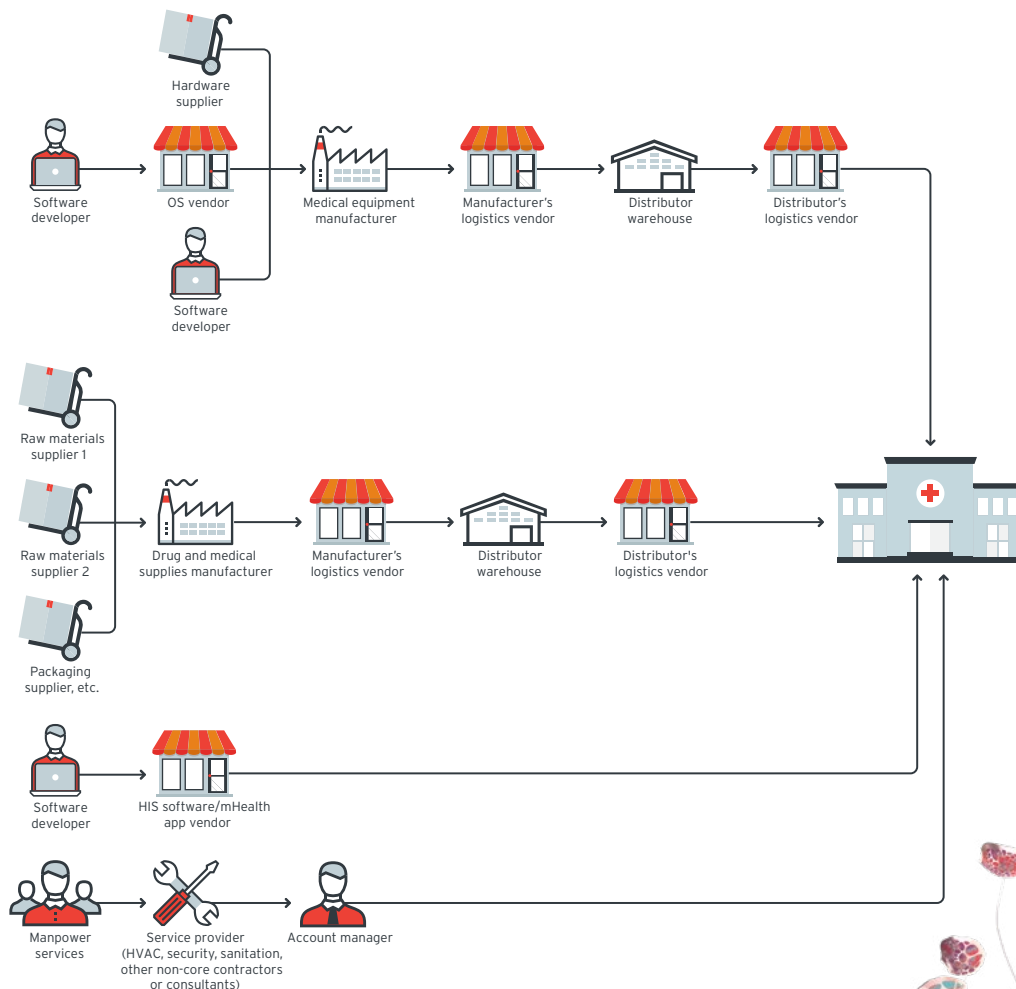 Hardware
supplier
Software
developer
OS vendor
Medical equipment
manufacturer
Manufacturer's
logistics vendor
Distributor
warehouse
Distributor's
logistics vendor
Software
developer
Raw materials
supplier 1
Raw materials
supplier 2
Drug and medical
supplies manufacturer
Manufacturer's
logistics vendor
Distributor
warehouse
Distributor's
logistics vendor
Packaging
supplier, etc.
Software
developer
HIS software/mHealth
app vendor
Manpower
services
Service provider
(HVAC, security, sanitation,
other non-core contractors
or consultants)
Account manager